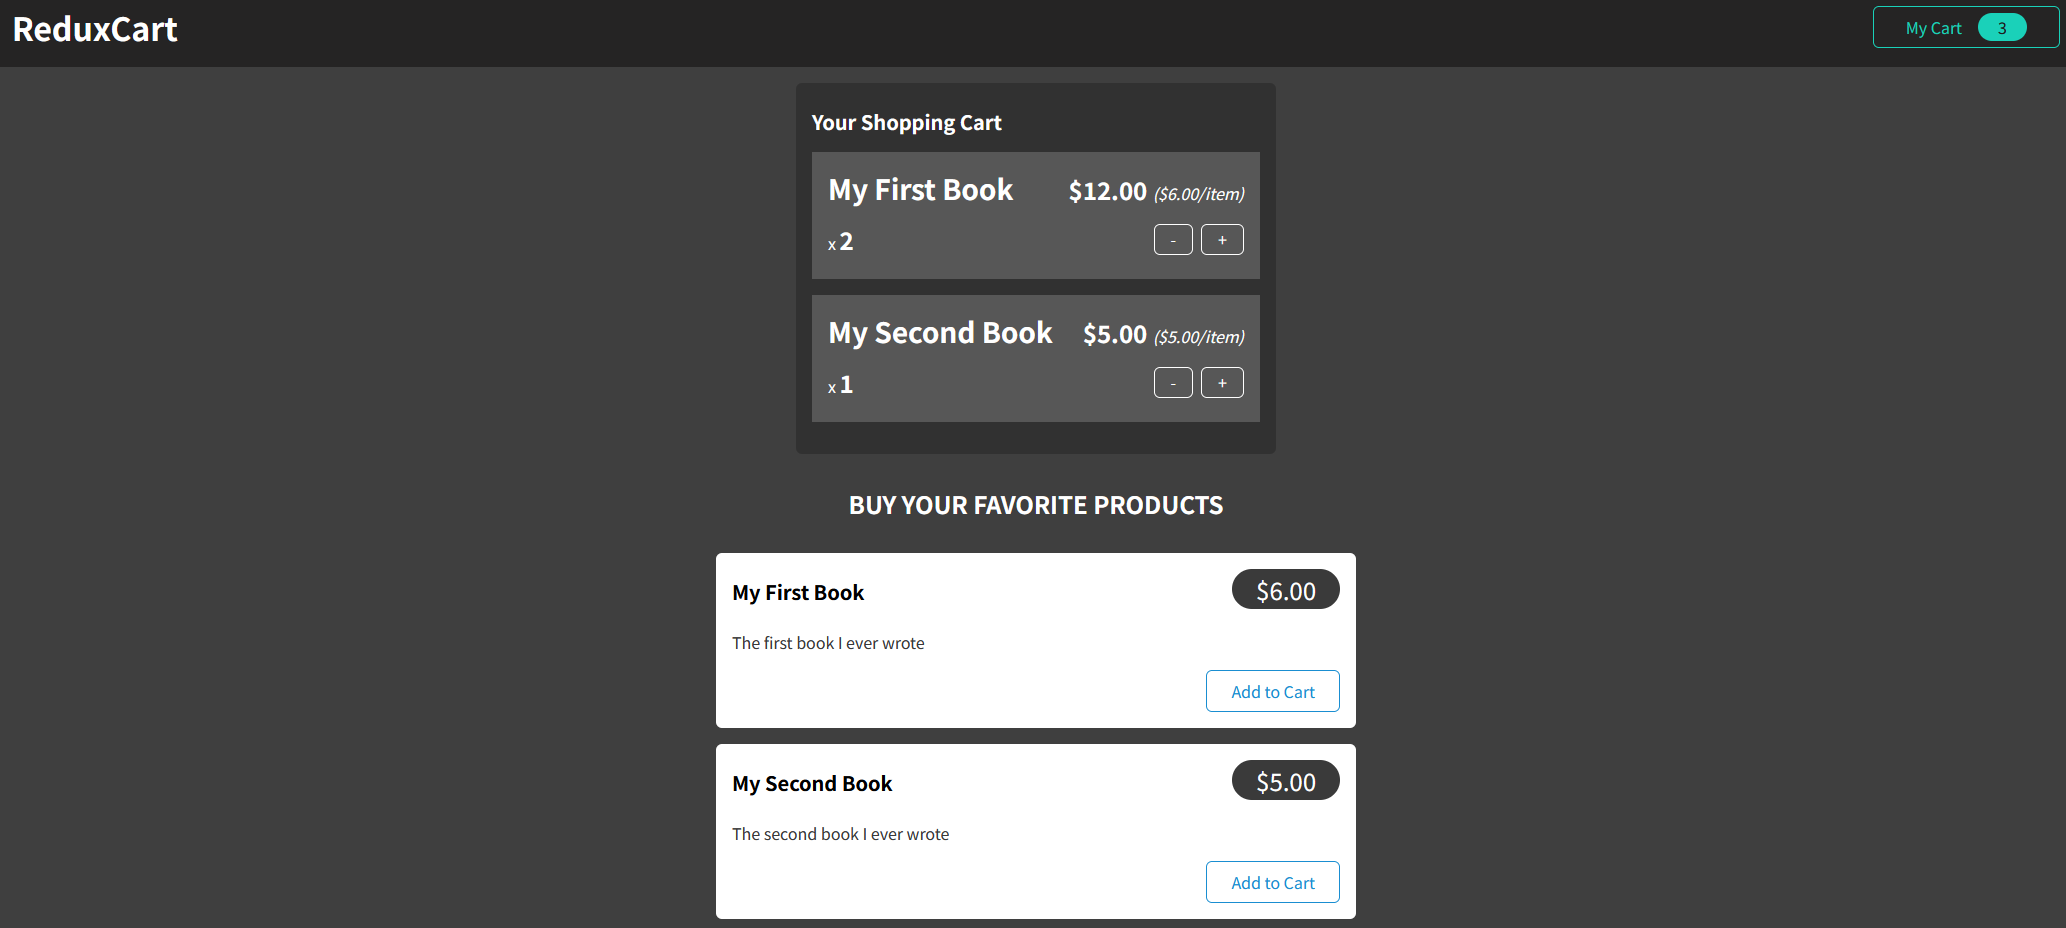 ReduxCart
My Cart 3
Your Shopping Cart
My First Book $12.00 ($6.00/item)
x 2 - +
My Second Book $5.00 ($5.00/item)
x 1 - +
BUY YOUR FAVORITE PRODUCTS
My First Book $6.00
The first book I ever wrote
Add to Cart
My Second Book $5.00
The second book I ever wrote
Add to Cart